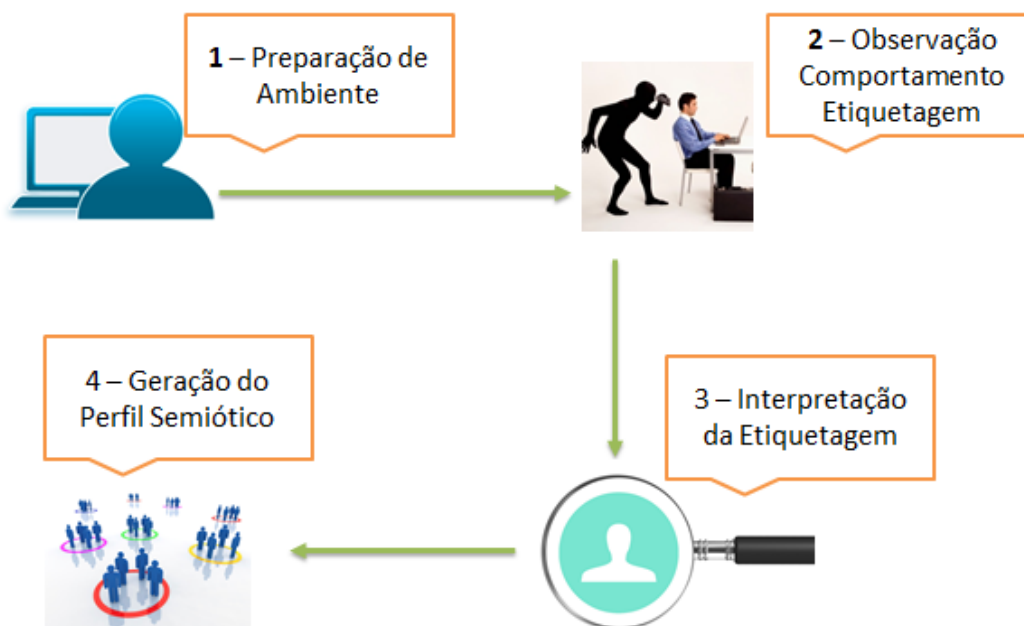 1 – Preparação de
Ambiente
2 – Observação
Comportamento
Etiquetagem
3 – Interpretação
da Etiquetagem
4 – Geração do
Perfil Semiótico